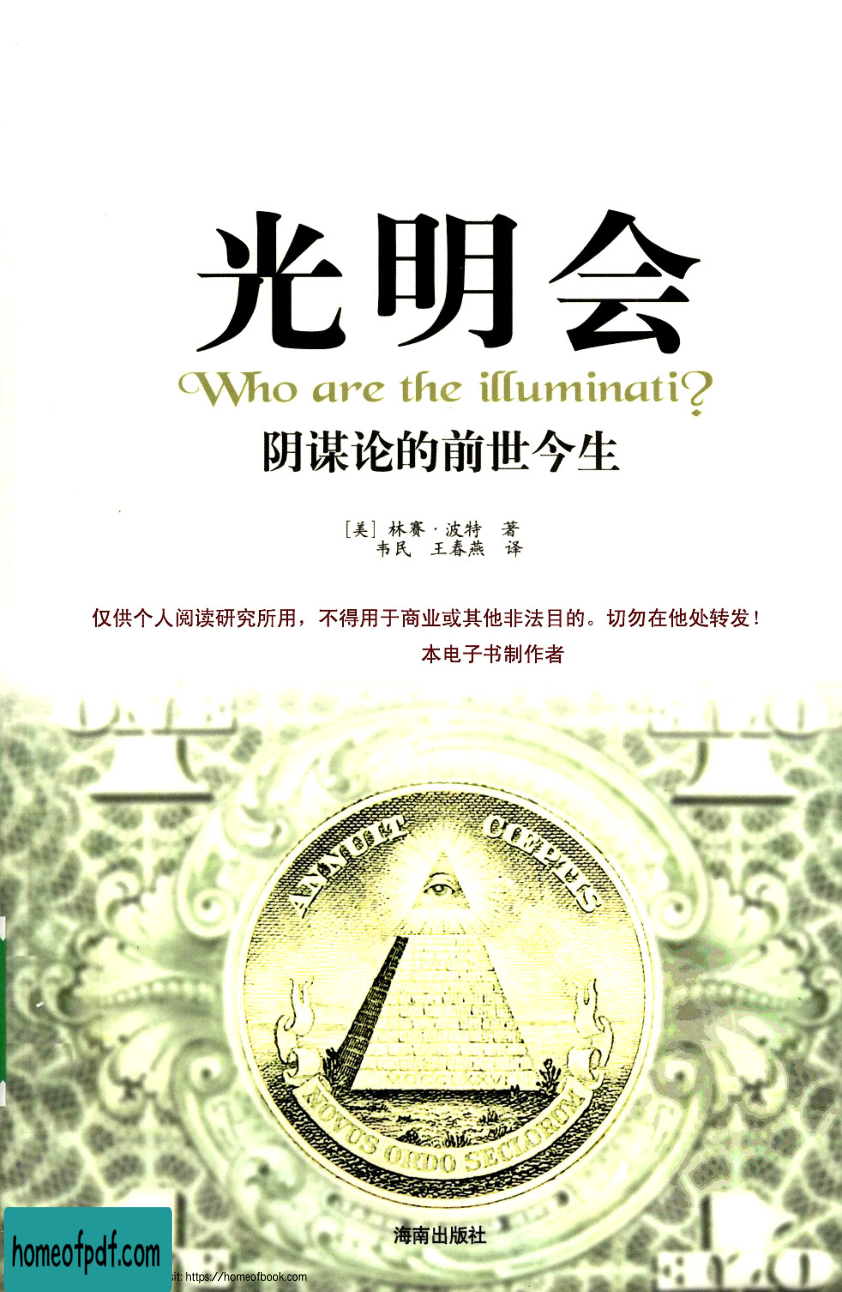 光明会
Who are the illuminati?
阴谋论的前世今生
[美] 林赛·波特 著
韦民 王春燕 译
仅供个人阅读研究所用，不得用于商业或其他非法目的。切勿在他处转发！
本电子书制作者
ANNUIT CŒPTIS
MDCCLXXVI
NOVUS ORDO SECLORUM
海南出版社
homeofpdf.com
sit: https://homeofbook.com